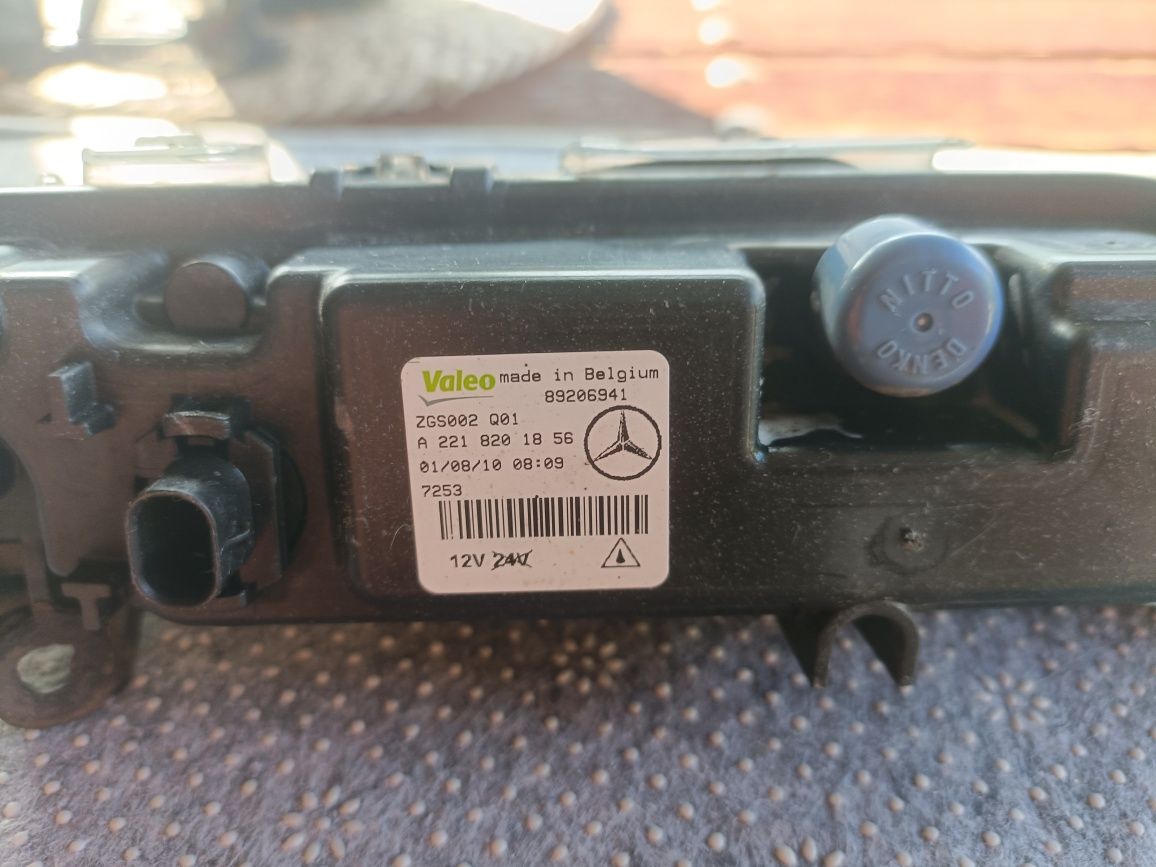 Valeo made in Belgium
89206941
ZGS002 Q01
A 221 820 18 56
01/08/10 08:09
7253
12V 24V
NITTO
DENKO
T